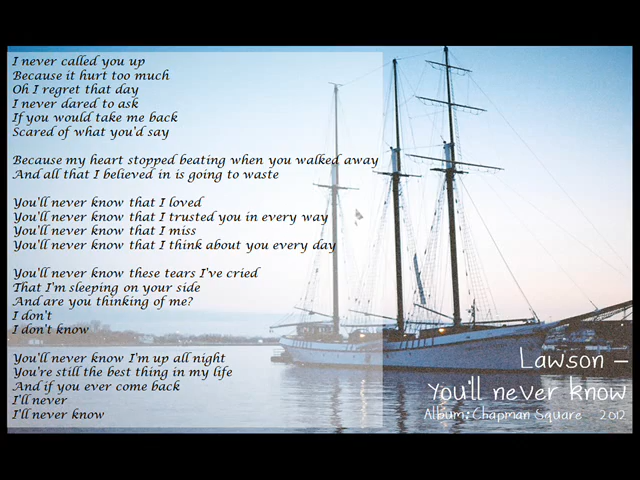 I never called you up
Because it hurt too much
Oh I regret that day
I never dared to ask
If you would take me back
Scared of what you'd say
Because my heart stopped beating when you walked away
And all that I believed in is going to waste
You'll never know that I loved
You'll never know that I trusted you in every way
You'll never know that I miss
You'll never know that I think about you every day
You'll never know these tears I've cried
That I'm sleeping on your side
And are you thinking of me?
I don't
I don't know
You'll never know I'm up all night
You're still the best thing in my life
And if you ever come back
I'll never
I'll never know
Lawson –
You'll never know
Album: Chapman Square 2012